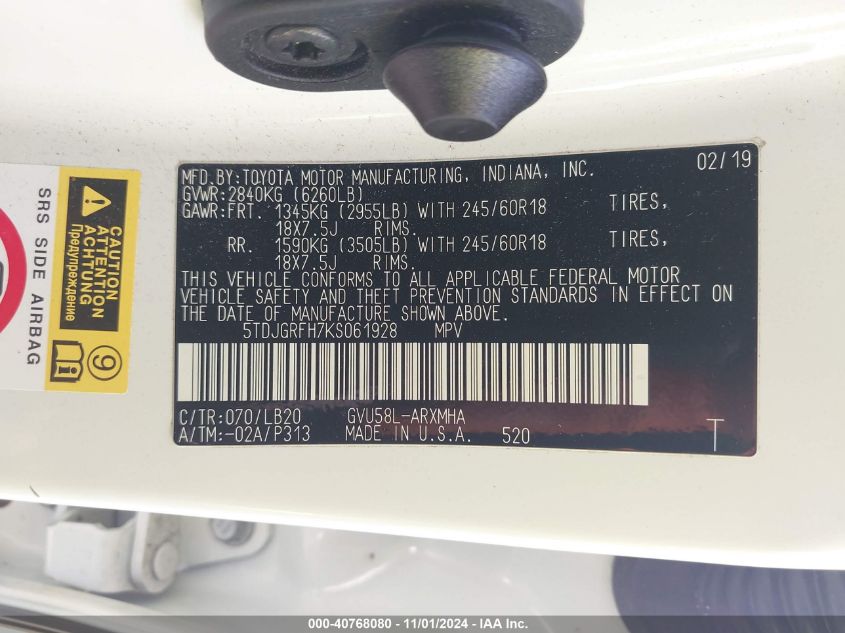 MFD.BY:TOYOTA MOTOR MANUFACTURING, INDIANA, INC. 02/19
GVWR:2840KG (6260LB)
GAWR:FRT. 1345KG (2955LB) WITH 245/60R18 TIRES,
18X7.5J RIMS.
RR. 1590KG (3505LB) WITH 245/60R18 TIRES,
18X7.5J RIMS.
THIS VEHICLE CONFORMS TO ALL APPLICABLE FEDERAL MOTOR
VEHICLE SAFETY AND THEFT PREVENTION STANDARDS IN EFFECT ON
THE DATE OF MANUFACTURE SHOWN ABOVE.
5TDJGRFH7KS061928 MPV
C/TR:070/LB20 GVU58L-ARXMHA
A/TM:-02A/P313 MADE IN U.S.A. 520 T
SRS SIDE AIRBAG
CAUTION
ATTENTION
ACHTUNG
Предупреждение
9
000-40768080 - 11/01/2024 - IAA Inc.